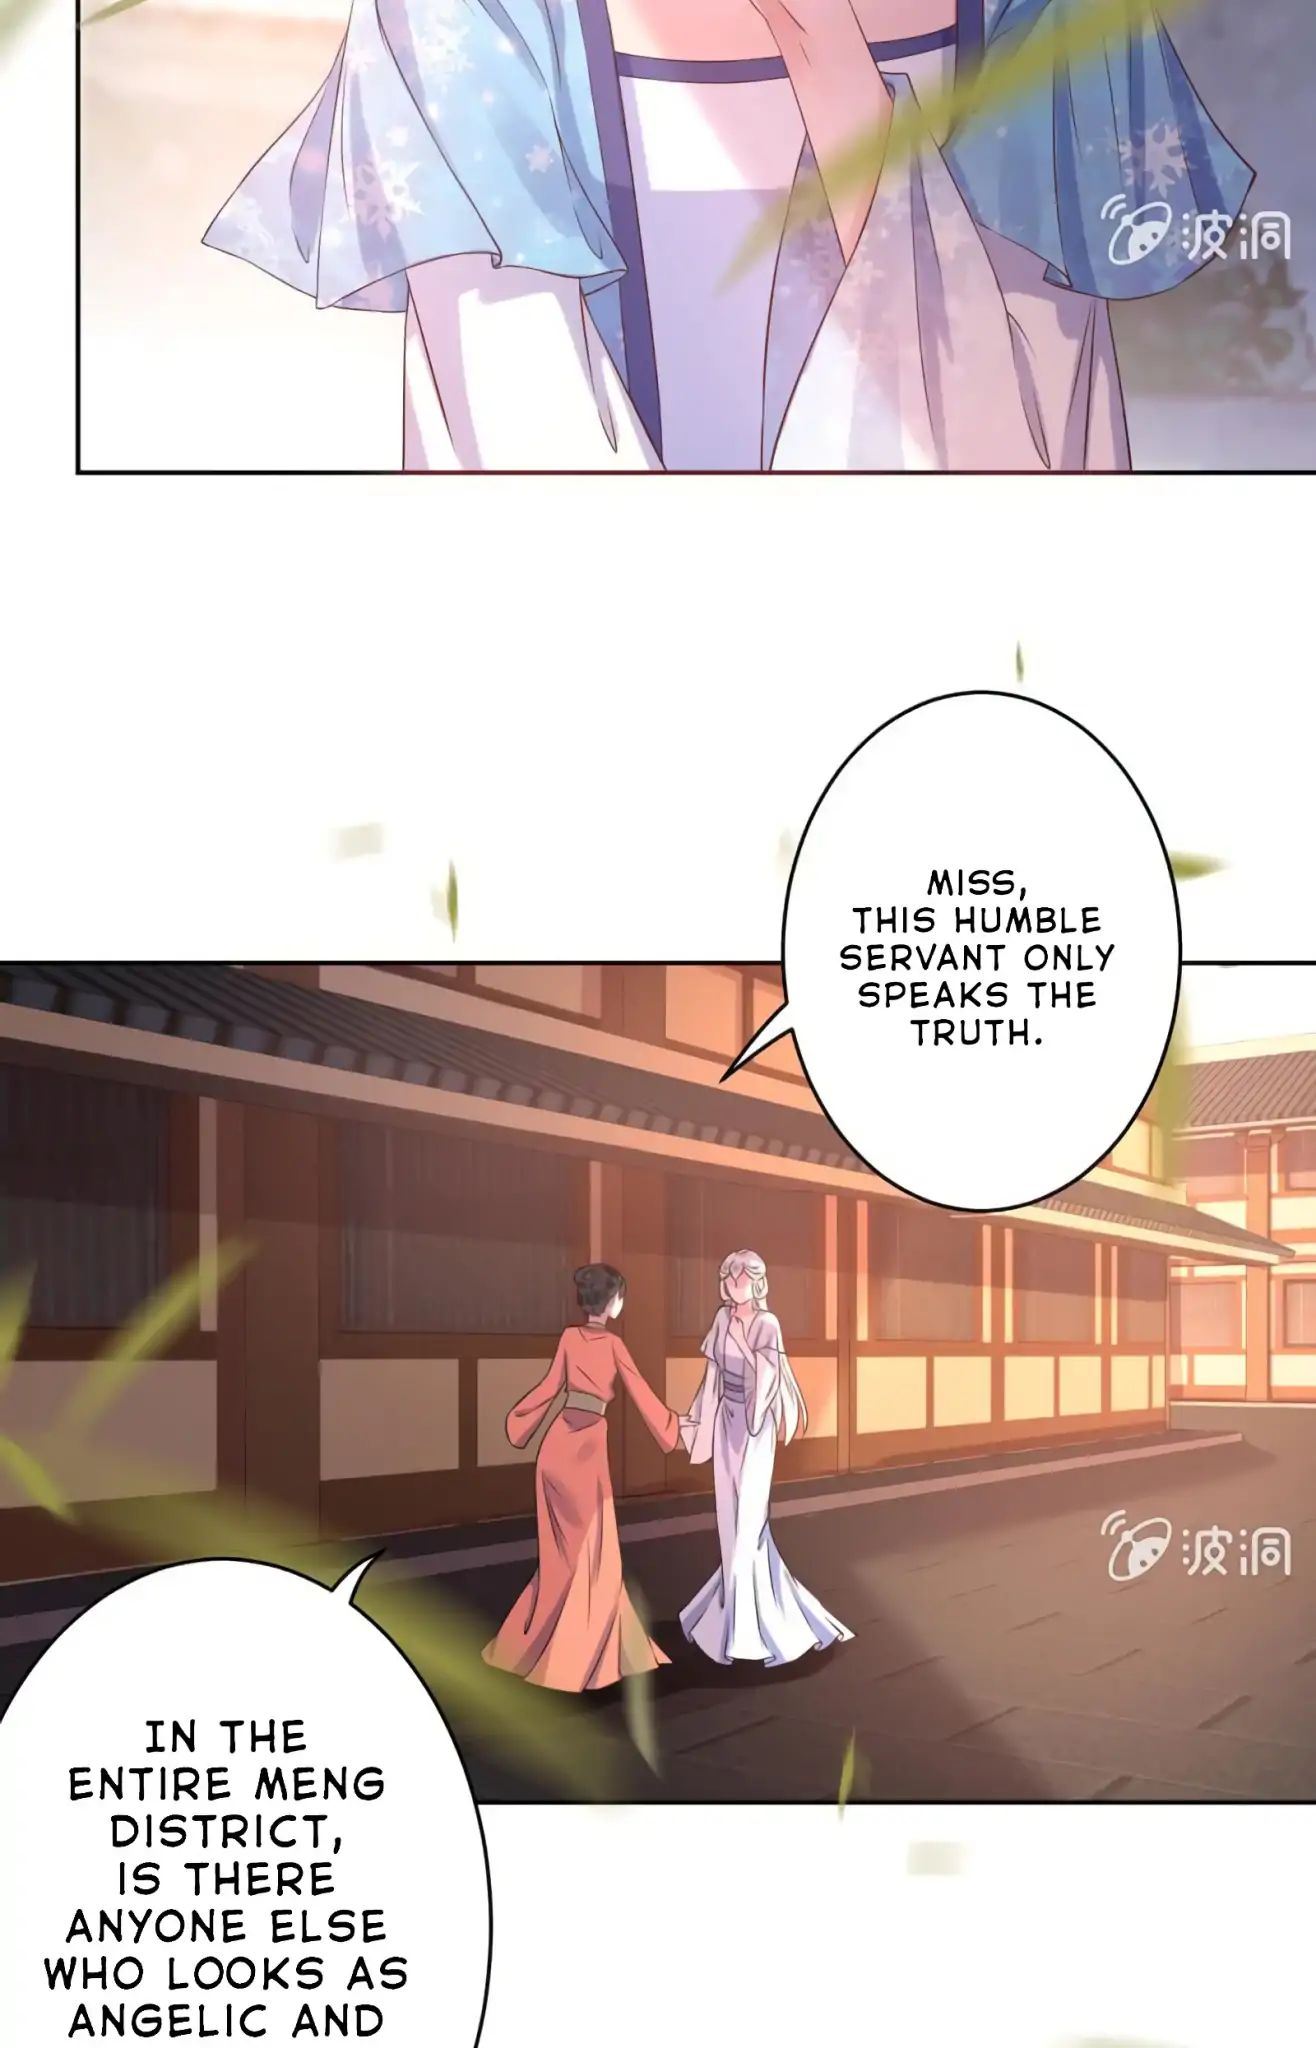 波洞
MISS,
THIS HUMBLE
SERVANT ONLY
SPEAKS THE
TRUTH.
波洞
IN THE
ENTIRE MENG
DISTRICT,
IS THERE
ANYONE ELSE
WHO LOOKS AS
ANGELIC AND